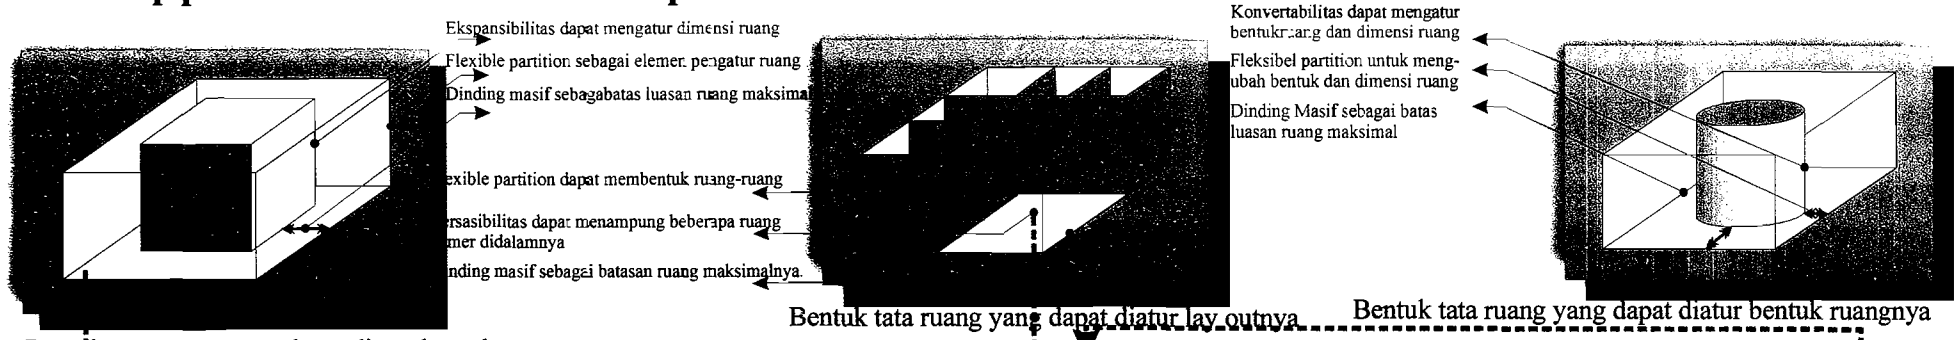 Ekspansibilitas dapat mengatur dimensi ruang
Flexible partition sebagai elemen pengatur ruang
Dinding masif sebagabatas luasan ruang maksimal
exible partition dapat membentuk ruang-ruang
ersasibilitas dapat menampung beberapa ruang
mer didalamnya
nding masif sebagai batasan ruang maksimalnya.
Bentuk tata ruang yang dapat diatur lay outnya
Konvertabilitas dapat mengatur
dan dimensi ruang
Fleksibel partition untuk meng-
ubah bentuk dan dimensi ruang
Dinding Masif sebagai batas
luasan ruang maksimal
Bentuk tata ruang yang dapat diatur bentuk ruangnya